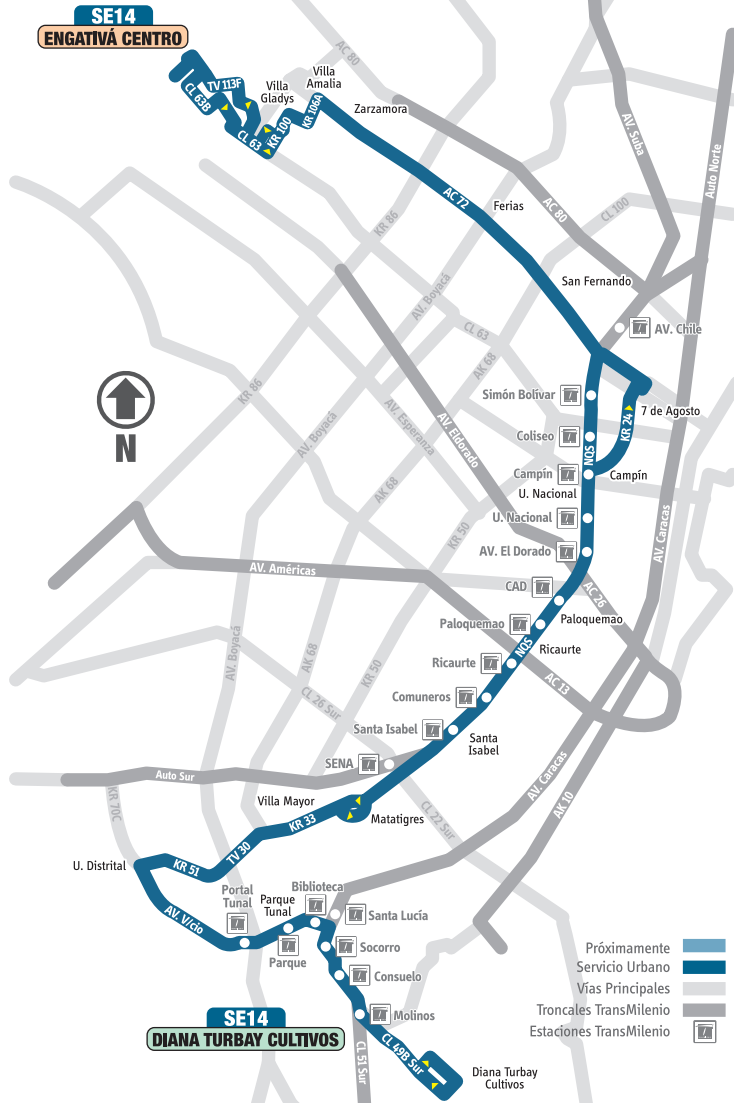 SE14
ENGATIVÁ CENTRO
AC 80
Villa
Amalia
Villa
Gladys
TV 113F
CL 63B
CL 63
KR 100
KR 106A
Zarzamora
AV. Suba
Auto Norte
AC 72
Ferias
AC 80
CL 100
KR 86
San Fernando
AV. Boyacá
CL 63
AK 68
AV. Chile
KR 86
AV. Boyacá
AV. Esperanza
AV. Eldorado
Simón Bolívar
7 de Agosto
KR 24
Coliseo
NQS
Campín
Campín
U. Nacional
AK 68
U. Nacional
KR 50
AV. El Dorado
AV. Caracas
N
AV. Américas
CAD
AC 26
Paloquemao
Paloquemao
NQS
Ricaurte
Ricaurte
AV. Boyacá
AK 68
KR 50
AC 13
Comuneros
CL 26 Sur
Santa Isabel
Santa
Isabel
SENA
Auto Sur
AV. Caracas
AK 10
KR 70C
Villa Mayor
Matatigres
KR 33
CL 22 Sur
TV 30
KR 51
U. Distrital
AV. V/cio
Portal
Tunal
Parque
Tunal
Biblioteca
Santa Lucía
Parque
Socorro
Consuelo
Molinos
SE14
DIANA TURBAY CULTIVOS
CL 49B Sur
CL 51 Sur
Diana Turbay
Cultivos
Próximamente
Servicio Urbano
Vías Principales
Troncales TransMilenio
Estaciones TransMilenio